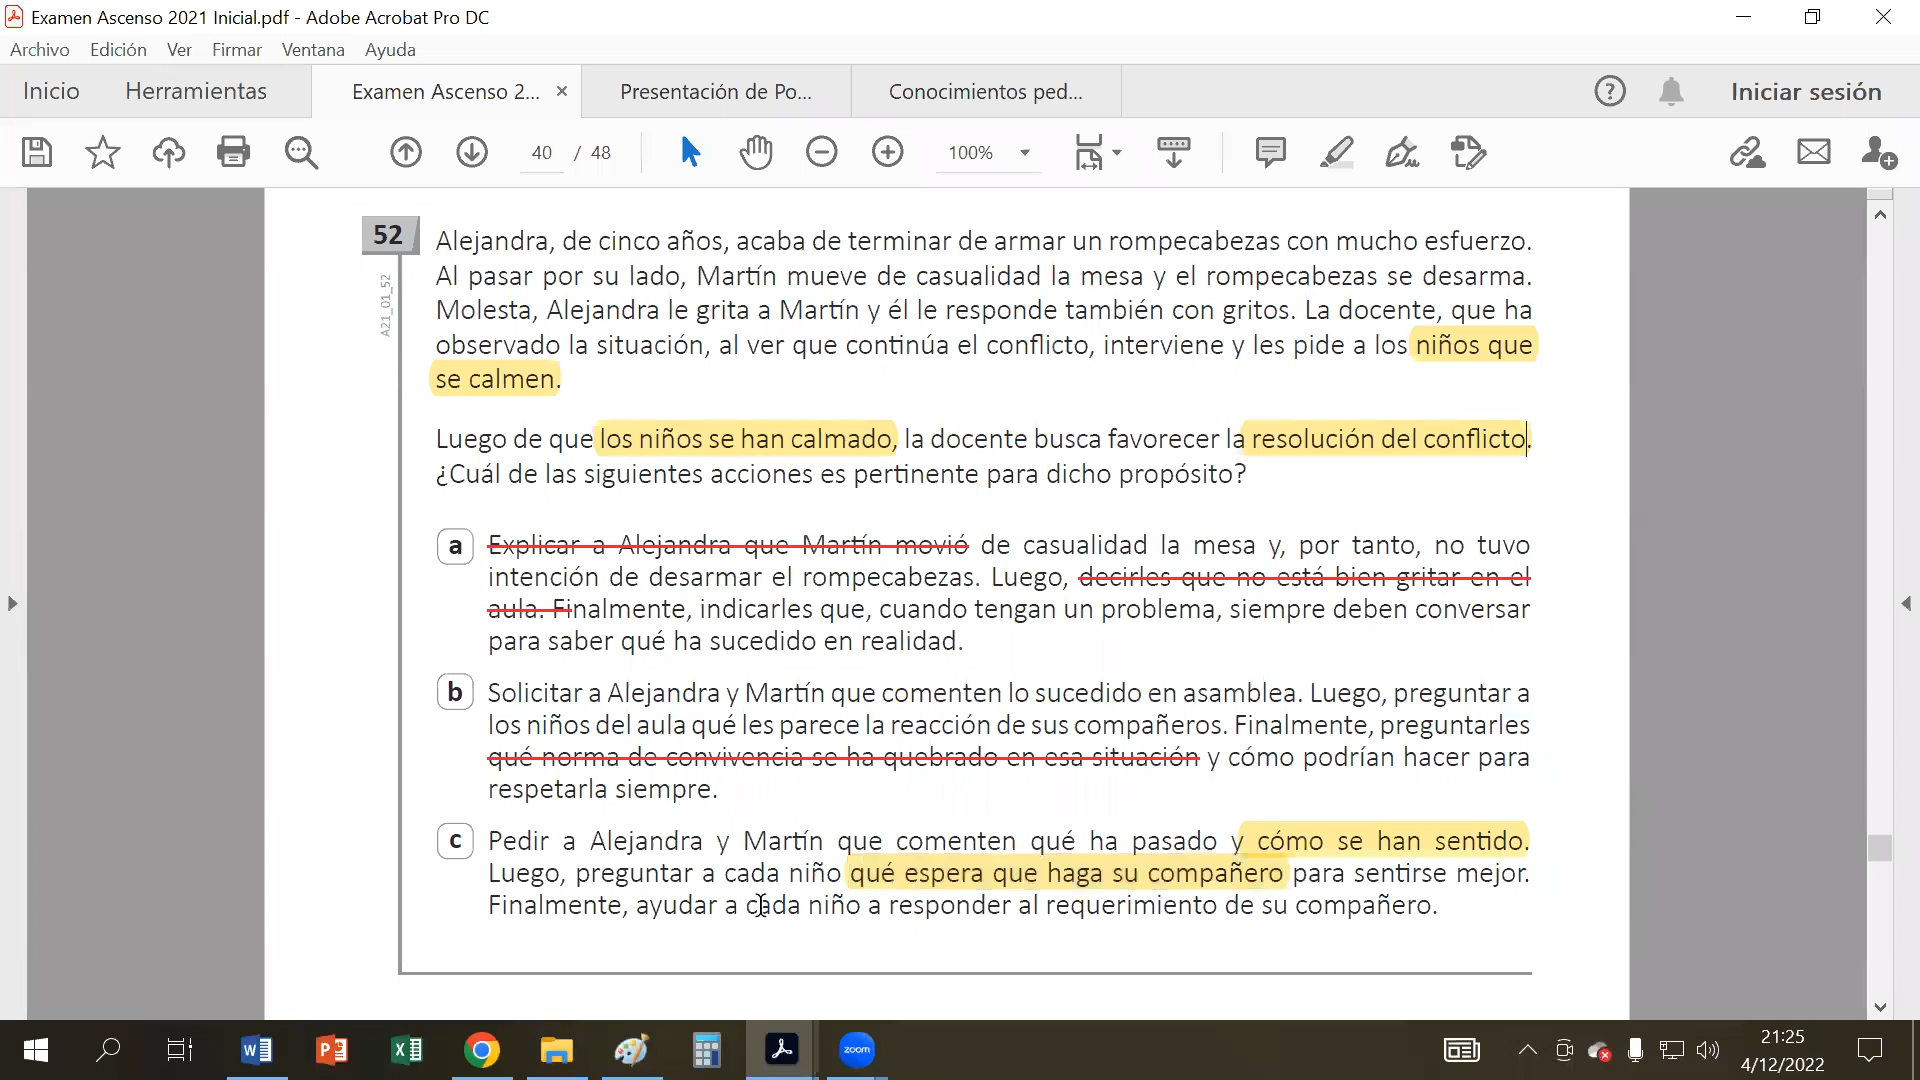 Examen Ascenso 2021 Inicial.pdf - Adobe Acrobat Pro DC
Archivo Edición Ver Firmar Ventana Ayuda
Inicio Herramientas Examen Ascenso 2... × Presentación de Po... Conocimientos ped... Iniciar sesión
40 / 48 100%
52
A21_01_52
Alejandra, de cinco años, acaba de terminar de armar un rompecabezas con mucho esfuerzo.
Al pasar por su lado, Martín mueve de casualidad la mesa y el rompecabezas se desarma.
Molesta, Alejandra le grita a Martín y él le responde también con gritos. La docente, que ha
observado la situación, al ver que continúa el conflicto, interviene y les pide a los niños que
se calmen.
Luego de que los niños se han calmado, la docente busca favorecer la resolución del conflicto.
¿Cuál de las siguientes acciones es pertinente para dicho propósito?
a Explicar a Alejandra que Martín movió de casualidad la mesa y, por tanto, no tuvo
intención de desarmar el rompecabezas. Luego, decirles que no está bien gritar en el
aula. Finalmente, indicarles que, cuando tengan un problema, siempre deben conversar
para saber qué ha sucedido en realidad.
b Solicitar a Alejandra y Martín que comenten lo sucedido en asamblea. Luego, preguntar a
los niños del aula qué les parece la reacción de sus compañeros. Finalmente, preguntarles
qué norma de convivencia se ha quebrado en esa situación y cómo podrían hacer para
respetarla siempre.
c Pedir a Alejandra y Martín que comenten qué ha pasado y cómo se han sentido.
Luego, preguntar a cada niño qué espera que haga su compañero para sentirse mejor.
Finalmente, ayudar a cada niño a responder al requerimiento de su compañero.
zoom
21:25
4/12/2022